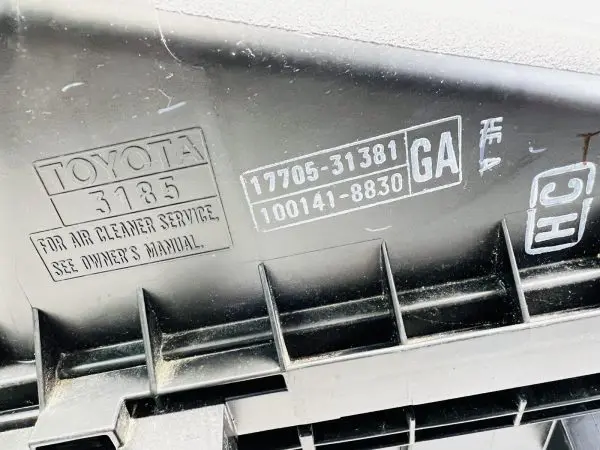 TOYOTA
3185
FOR AIR CLEANER SERVICE,
SEE OWNER'S MANUAL.
17705-31381
100141-8830
GA
HC